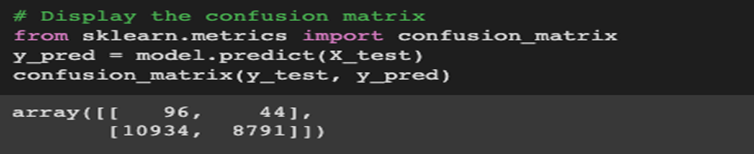 # Display the confusion matrix
from sklearn.metrics import confusion_matrix
y_pred = model.predict(X_test)
confusion_matrix(y_test, y_pred)
array([[   96,    44],
       [10934,  8791]])